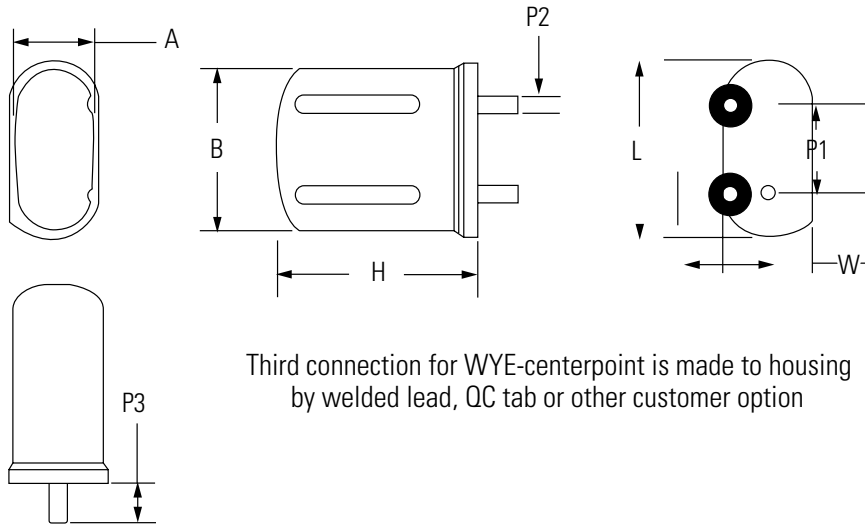 A
P2
B
L
P1
H
W
P3
Third connection for WYE-centerpoint is made to housing
by welded lead, QC tab or other customer option